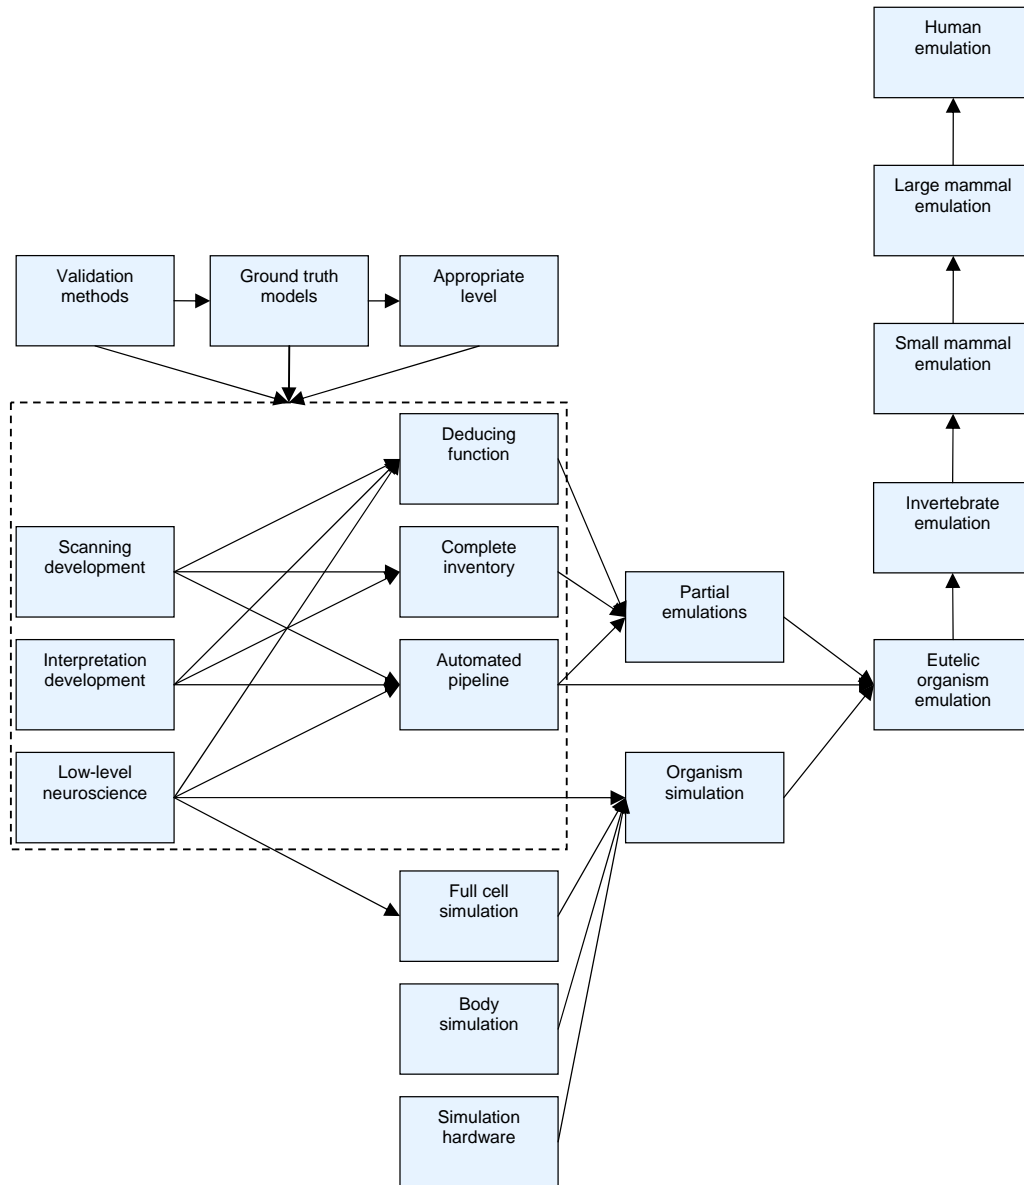 Human
emulation
Large mammal
emulation
Validation
methods
Ground truth
models
Appropriate
level
Small mammal
emulation
Deducing
function
Invertebrate
emulation
Scanning
development
Complete
inventory
Partial
emulations
Interpretation
development
Automated
pipeline
Eutelic
organism
emulation
Low-level
neuroscience
Organism
simulation
Full cell
simulation
Body
simulation
Simulation
hardware